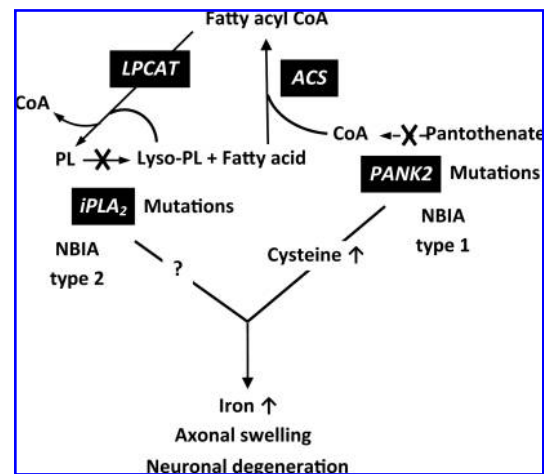 Fatty acyl CoA
LPCAT
ACS
CoA
CoA
Pantothenate
PL
Lyso-PL + Fatty acid
PANK2 Mutations
iPLA₂ Mutations
NBIA
type 1
NBIA
type 2
Cysteine ↑
?
Iron ↑
Axonal swelling
Neuronal degeneration